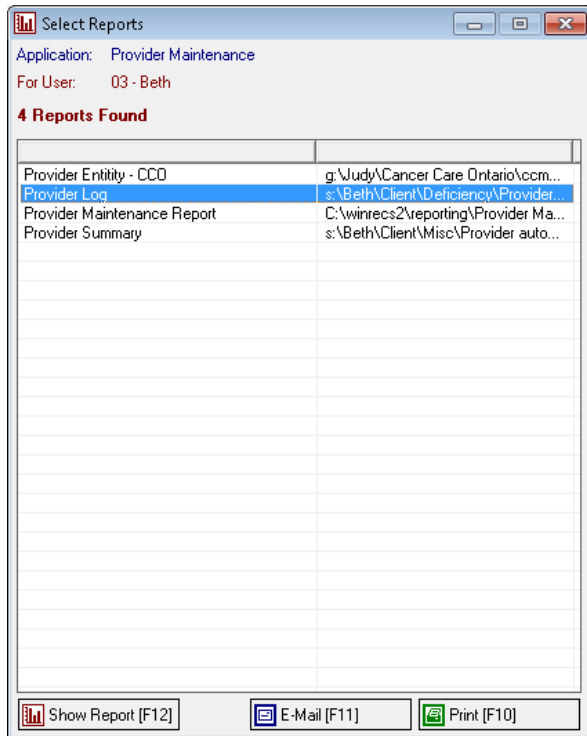 Select Reports
Application: Provider Maintenance
For User: 03 - Beth
4 Reports Found
Provider Entitity - CCO g:\Judy\Cancer Care Ontario\ccm...
Provider Log s:\Beth\Client\Deficiency\Provider...
Provider Maintenance Report C:\winrecs2\reporting\Provider Ma...
Provider Summary s:\Beth\Client\Misc\Provider auto...
Show Report [F12] E-Mail [F11] Print [F10]